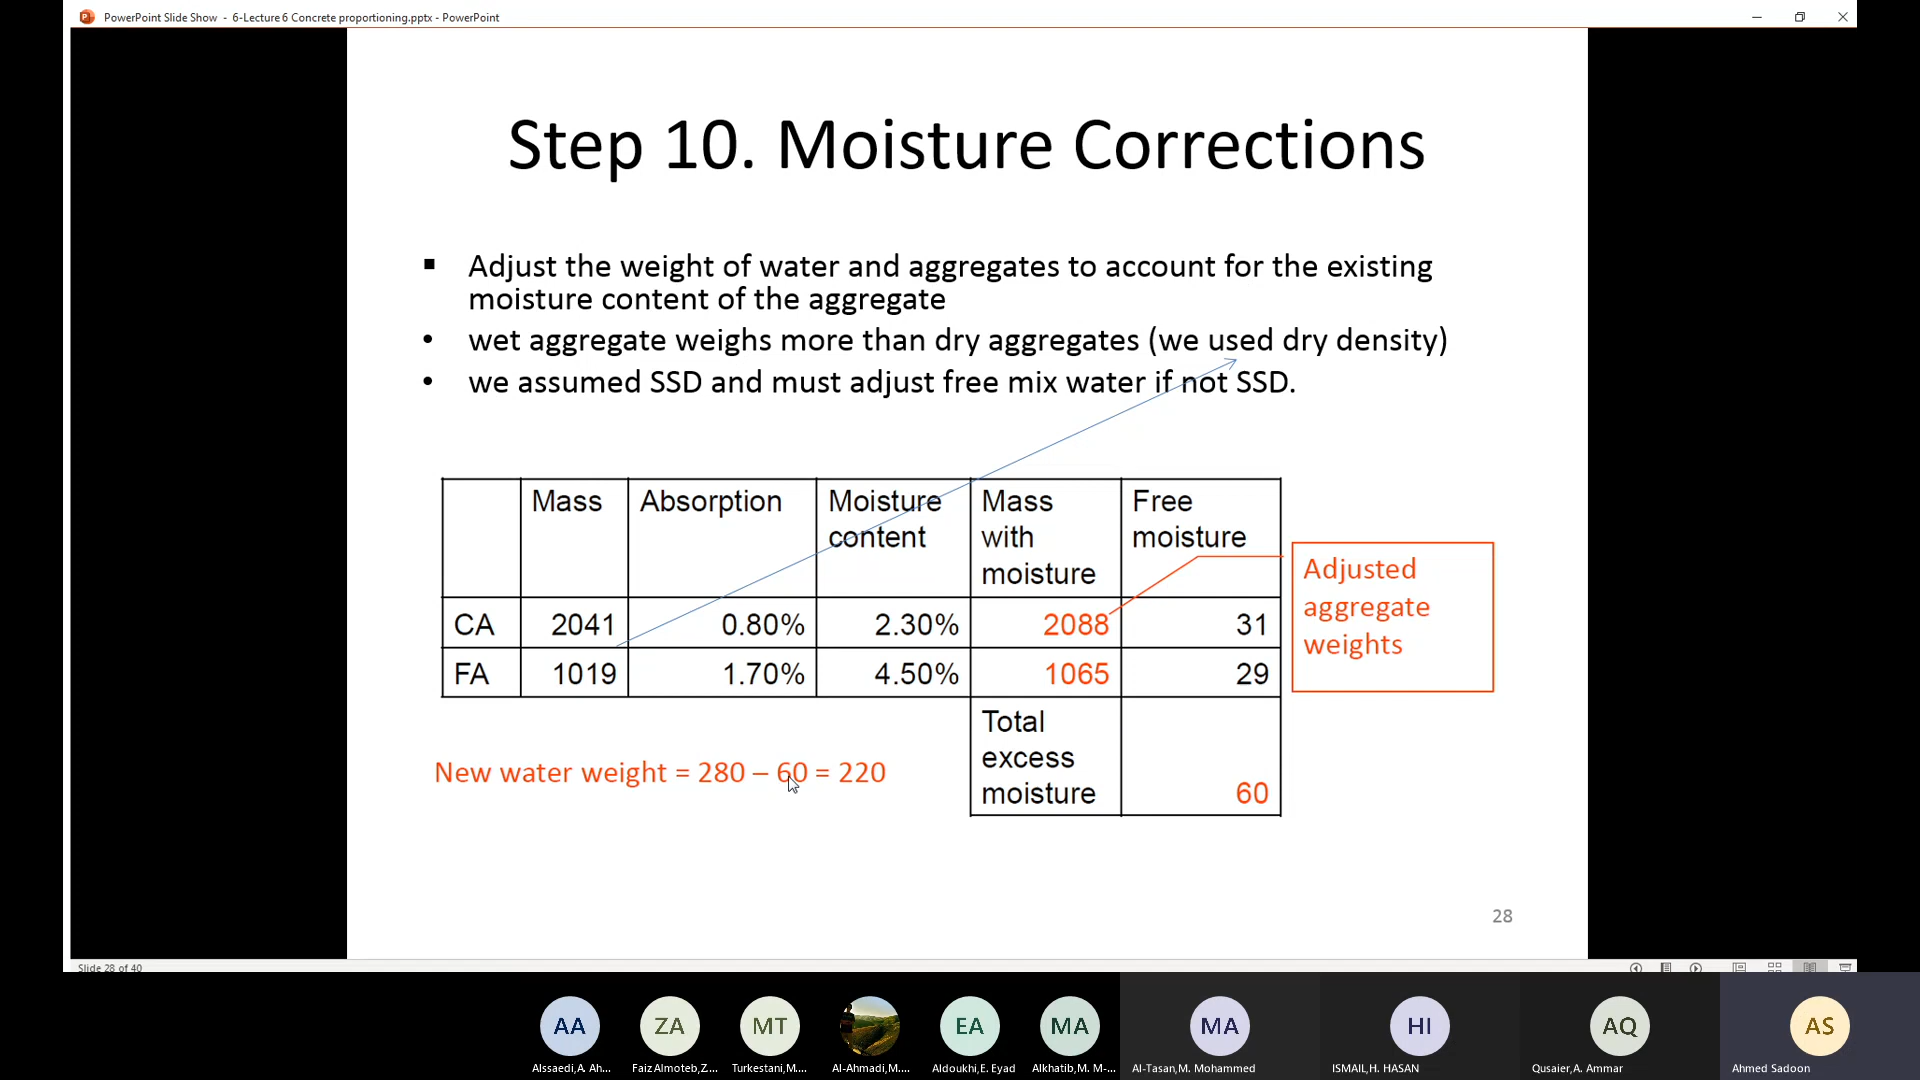 PowerPoint Slide Show - 6-Lecture 6 Concrete proportioning.pptx - PowerPoint
Step 10. Moisture Corrections
▪ Adjust the weight of water and aggregates to account for the existing
moisture content of the aggregate
• wet aggregate weighs more than dry aggregates (we used dry density)
• we assumed SSD and must adjust free mix water if not SSD.
Mass Absorption Moisture content Mass with moisture Free moisture
CA 2041 0.80% 2.30% 2088 31
FA 1019 1.70% 4.50% 1065 29
Total excess moisture 60
Adjusted
aggregate
weights
New water weight = 280 – 60 = 220
28
Slide 28 of 40
AA ZA MT EA MA MA HI AQ AS
Alssaedi,A. Ah... FaizAlmoteb,Z... Turkestani,M.... Al-Ahmadi,M.... Aldoukhi,E. Eyad Alkhatib,M. M-... Al-Tasan,M. Mohammed ISMAIL,H. HASAN Qusaier,A. Ammar Ahmed Sadoon